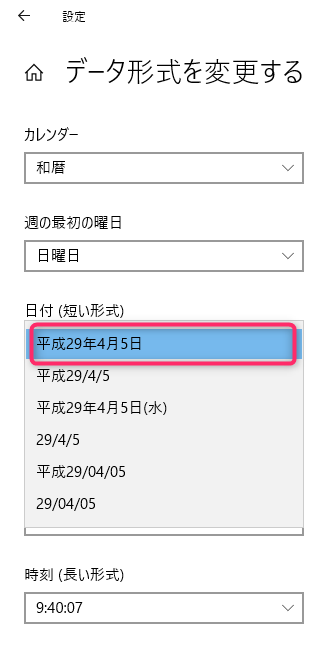 設定
データ形式を変更する
カレンダー
和暦
週の最初の曜日
日曜日
日付 (短い形式)
平成29年4月5日
平成29/4/5
平成29年4月5日(水)
29/4/5
平成29/04/05
29/04/05
時刻 (長い形式)
9:40:07